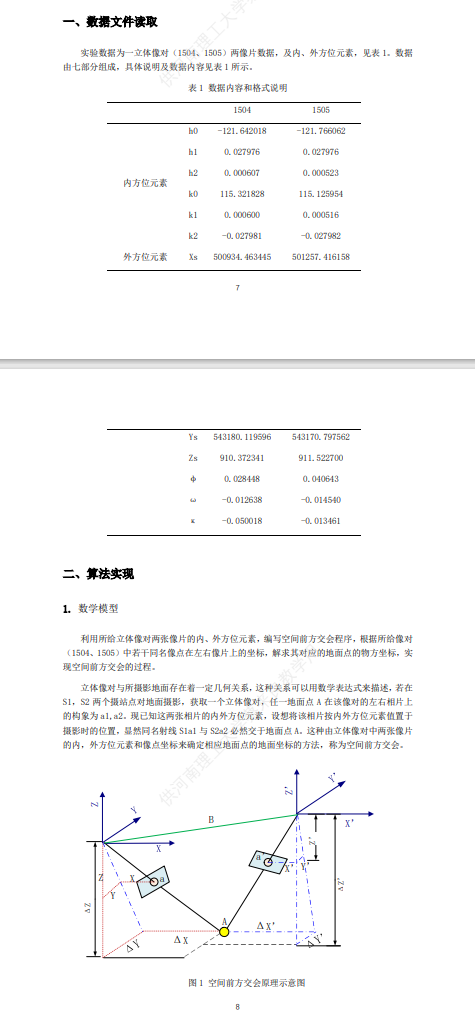 一、数据文件读取
实验数据为一立体像对（1504、1505）两像片数据，及内、外方位元素，见表1。数据
由七部分组成，具体说明及数据内容见表1所示。
表1 数据内容和格式说明
1504 1505
h0 -121.642018 -121.766062
h1 0.027976 0.027976
h2 0.000607 0.000523
内方位元素
k0 115.321828 115.125954
k1 0.000600 0.000516
k2 -0.027981 -0.027982
外方位元素 Xs 500934.463445 501257.416158
7
Ys 543180.119596 543170.797562
Zs 910.372341 911.522700
ϕ 0.028448 0.040643
ω -0.012638 -0.014540
κ -0.050018 -0.013461
二、算法实现
1. 数学模型
利用所给立体像对两张像片的内、外方位元素，编写空间前方交会程序，根据所给像对
（1504、1505）中若干同名像点在左右像片上的坐标，解求其对应的地面点的物方坐标，实
现空间前方交会的过程。
立体像对与所摄影地面存在着一定几何关系，这种关系可以用数学表达式来描述，若在
S1，S2 两个摄站点对地面摄影，获取一个立体像对，任一地面点 A 在该像对的左右相片上
的构像为 a1,a2。现已知这两张相片的内外方位元素，设想将该相片按内外方位元素值置于
摄影时的位置，显然同名射线 S1a1 与 S2a2 必然交于地面点 A。这种由立体像对中两张像片
的内，外方位元素和像点坐标来确定相应地面点的地面坐标的方法，称为空间前方交会。
Z Y X B Z' Y' X'
Z X a Y
a' X' Y' Z'
ΔZ ΔY ΔX A ΔX' ΔY' ΔZ'
图1 空间前方交会原理示意图
8